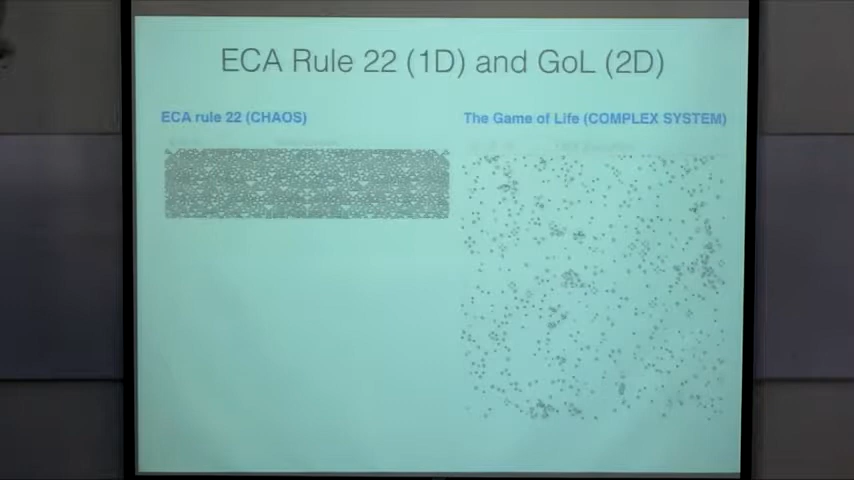 ECA Rule 22 (1D) and GoL (2D)
ECA rule 22 (CHAOS)
The Game of Life (COMPLEX SYSTEM)